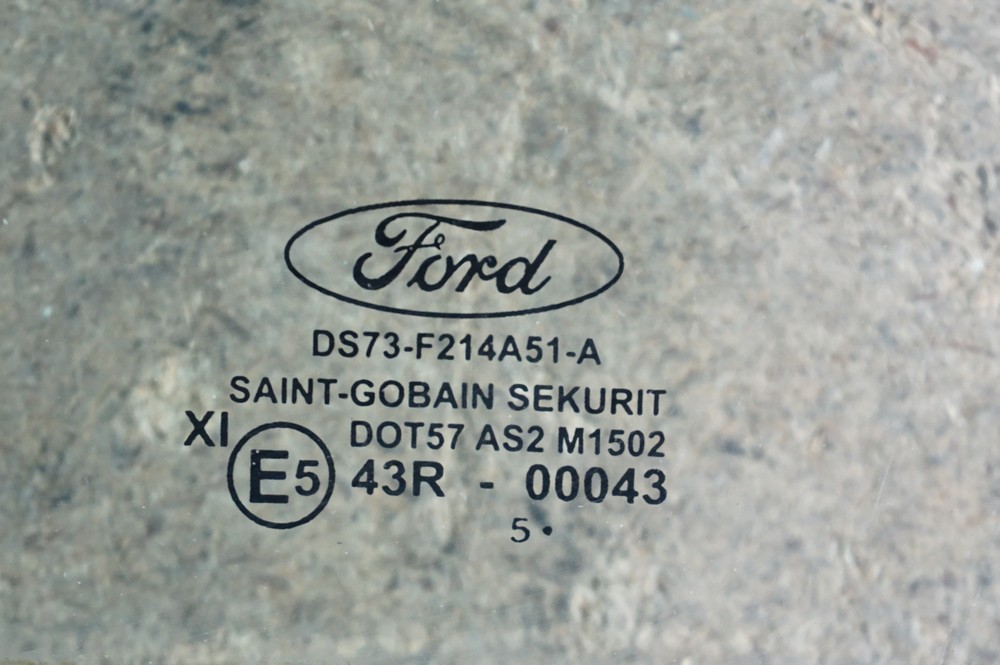 Ford
DS73-F214A51-A
SAINT-GOBAIN SEKURIT
XI DOT57 AS2 M1502
E5 43R - 00043
5 •